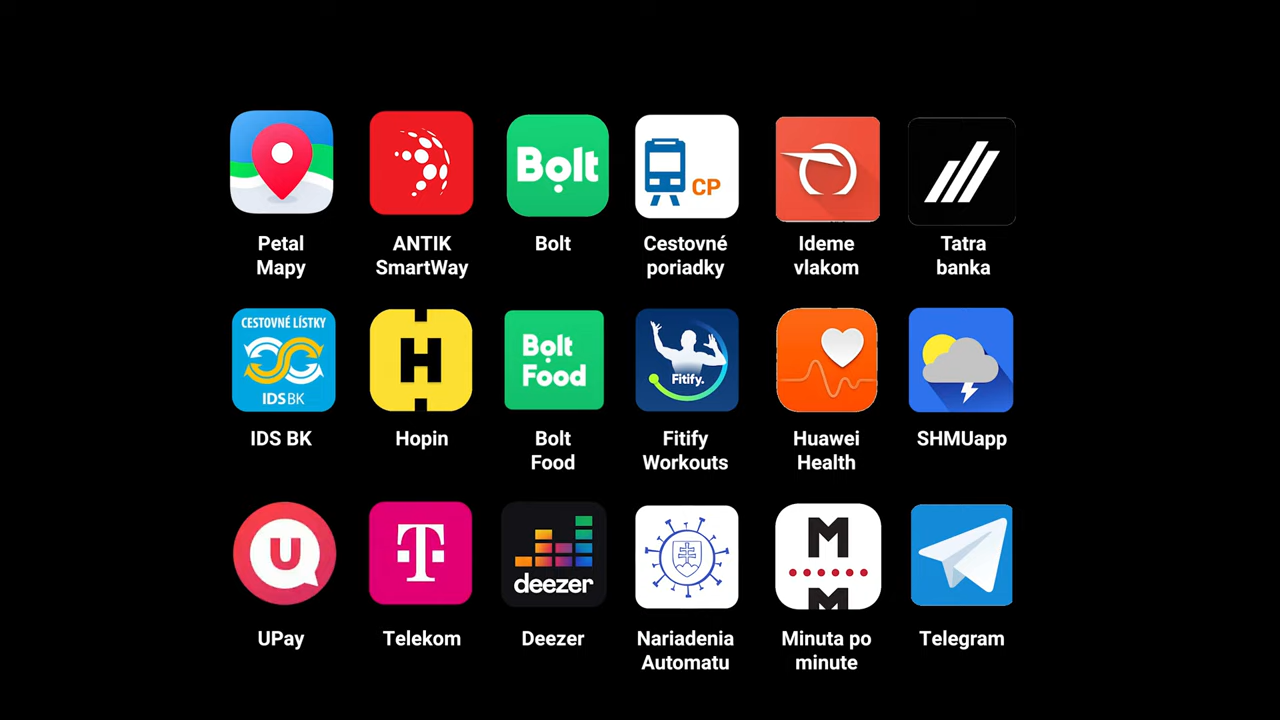 Bolt
CP
Petal
Mapy
ANTIK
SmartWay
Bolt
Cestovné
poriadky
Ideme
vlakom
Tatra
banka
CESTOVNÉ LÍSTKY
IDSBK
H
Bolt
Food
Fitify.
IDS BK
Hopin
Bolt
Food
Fitify
Workouts
Huawei
Health
SHMUapp
U
T
deezer
M
M
UPay
Telekom
Deezer
Nariadenia
Automatu
Minuta po
minute
Telegram